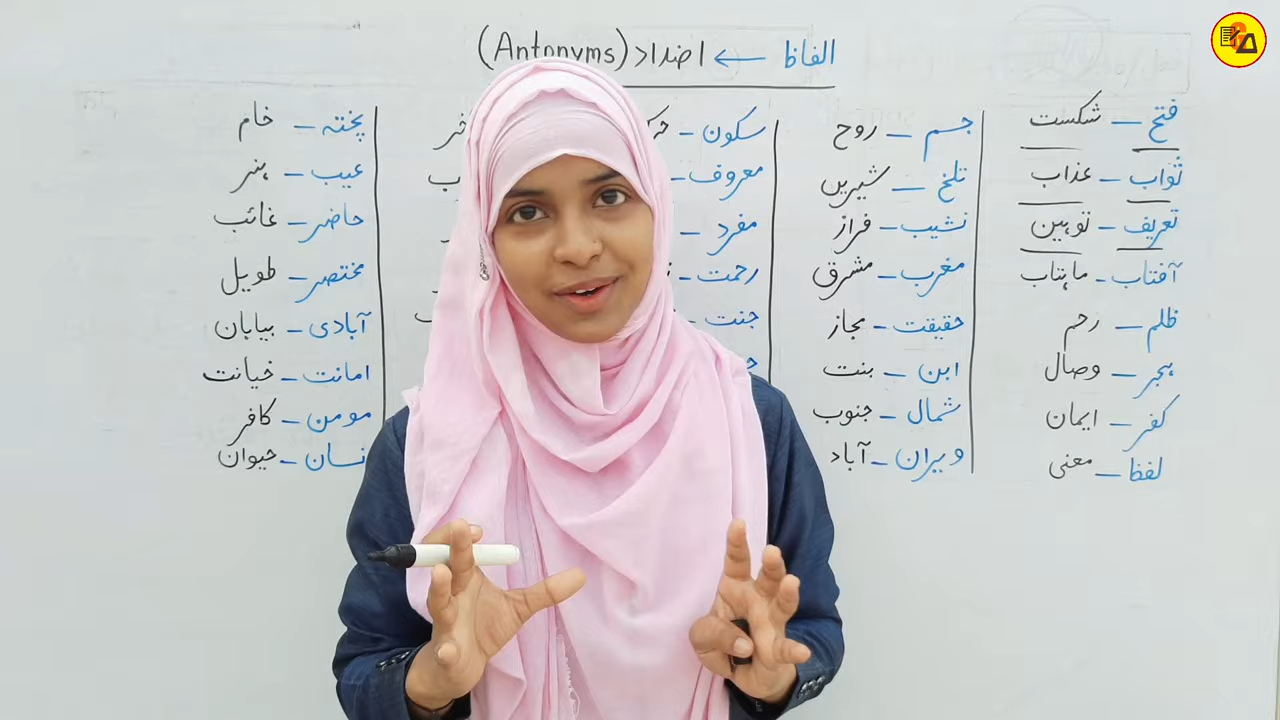 الفاظ ← اضداد (Antonyms)
فتح – شکست
ثواب – عذاب
تعریف – توہین
آفتاب – ماہتاب
ظلم – رحم
ہجر – وصال
کفر – ایمان
لفظ – معنی
جسم – روح
تلخ – شیریں
نشیب – فراز
مغرب – مشرق
حقیقت – مجاز
ابن – بنت
شمال – جنوب
ویران – آباد
سکون –
معروف –
مفرد –
رحمت –
جنت –
پختہ – خام
عیب – ہنر
حاضر – غائب
مختصر – طویل
آبادی – بیابان
امانت – خیانت
مومن – کافر
نسان – حیوان